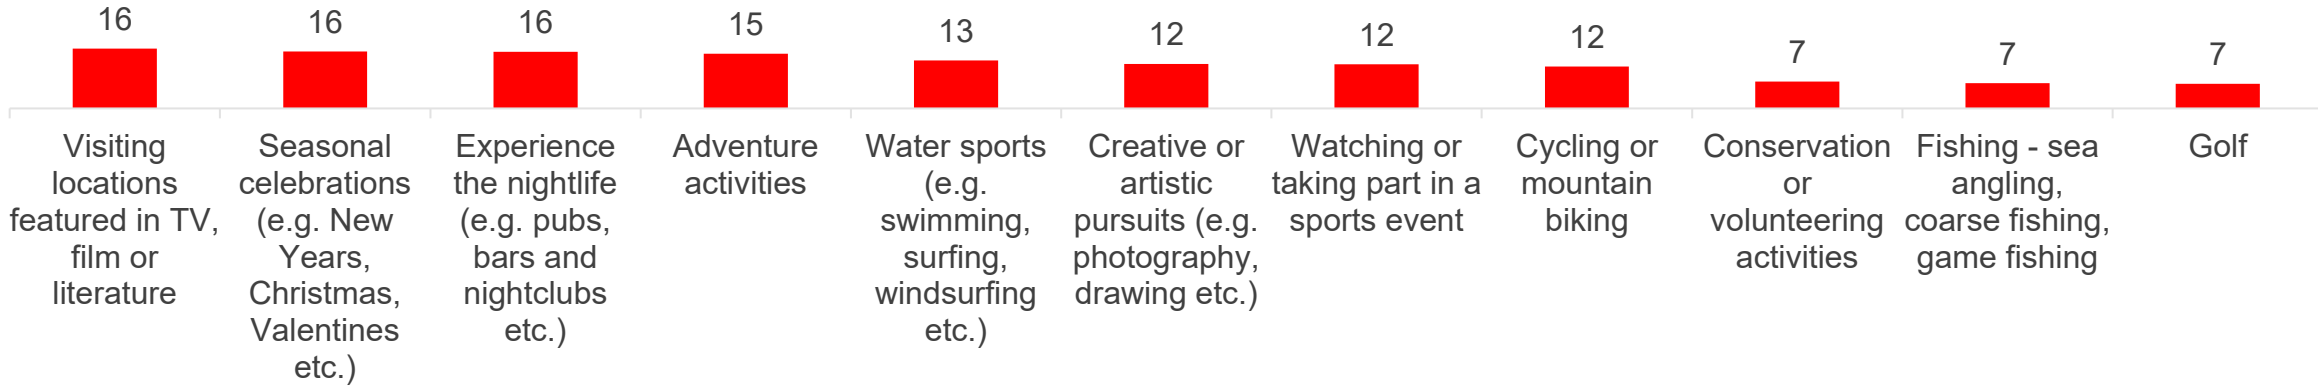 16
16
16
15
13
12
12
12
7
7
7
Visiting
locations
featured in TV,
film or
literature
Seasonal
celebrations
(e.g. New
Years,
Christmas,
Valentines
etc.)
Experience
the nightlife
(e.g. pubs,
bars and
nightclubs
etc.)
Adventure
activities
Water sports
(e.g.
swimming,
surfing,
windsurfing
etc.)
Creative or
artistic
pursuits (e.g.
photography,
drawing etc.)
Watching or
taking part in a
sports event
Cycling or
mountain
biking
Conservation
or
volunteering
activities
Fishing - sea
angling,
coarse fishing,
game fishing
Golf